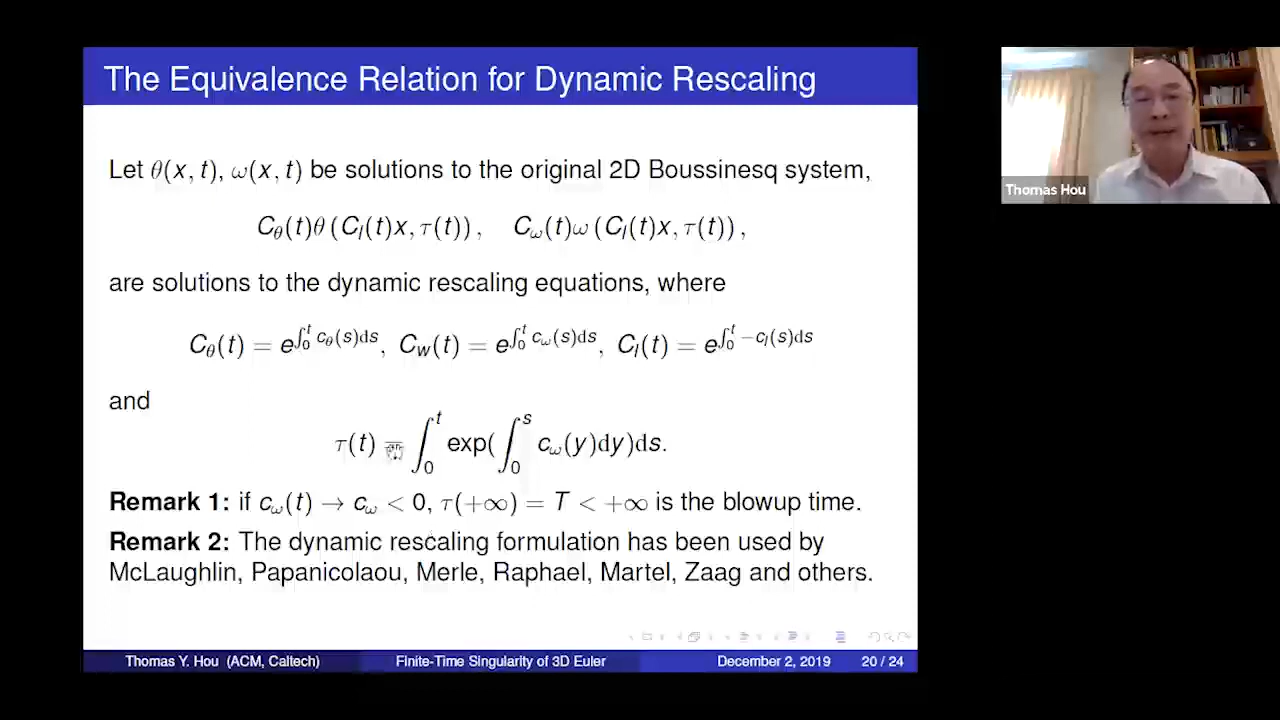 The Equivalence Relation for Dynamic Rescaling
Let θ(x, t), ω(x, t) be solutions to the original 2D Boussinesq system,
C_θ(t)θ (C_l(t)x, τ(t)) ,   C_ω(t)ω (C_l(t)x, τ(t)) ,
are solutions to the dynamic rescaling equations, where
C_θ(t) = e^{∫_0^t c_θ(s)ds}, C_w(t) = e^{∫_0^t c_ω(s)ds}, C_l(t) = e^{∫_0^t −c_l(s)ds}
and
τ(t) = ∫_0^t exp(∫_0^s c_ω(y)dy)ds.
Remark 1: if c_ω(t) → c_ω < 0, τ(+∞) = T < +∞ is the blowup time.
Remark 2: The dynamic rescaling formulation has been used by
McLaughlin, Papanicolaou, Merle, Raphael, Martel, Zaag and others.
Thomas Y. Hou (ACM, Caltech) Finite-Time Singularity of 3D Euler December 2, 2019 20 / 24
Thomas Hou